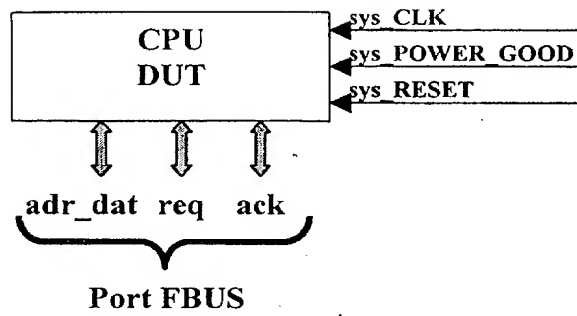 CPU
DUT
sys_CLK
sys_POWER_GOOD
sys_RESET
adr_dat req ack
Port FBUS